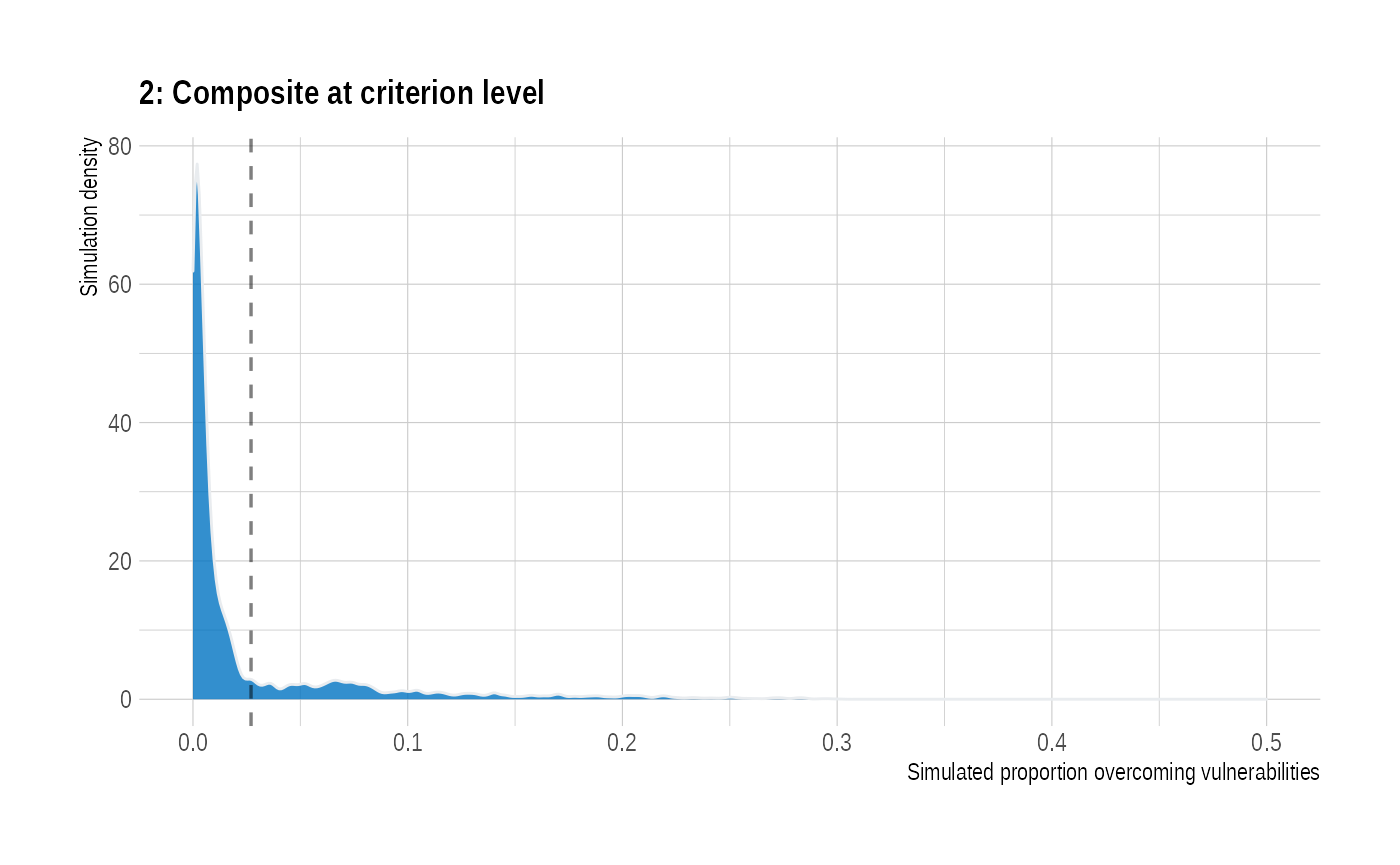 2: Composite at criterion level
Simulation density
80
60
40
20
0
0.0 0.1 0.2 0.3 0.4 0.5
Simulated proportion overcoming vulnerabilities